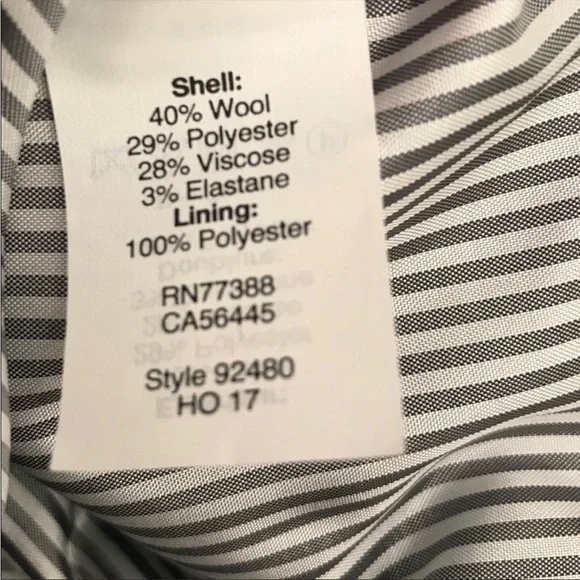 Shell:
40% Wool
29% Polyester
28% Viscose
3% Elastane
Lining:
100% Polyester
RN77388
CA56445
Style 92480
HO 17